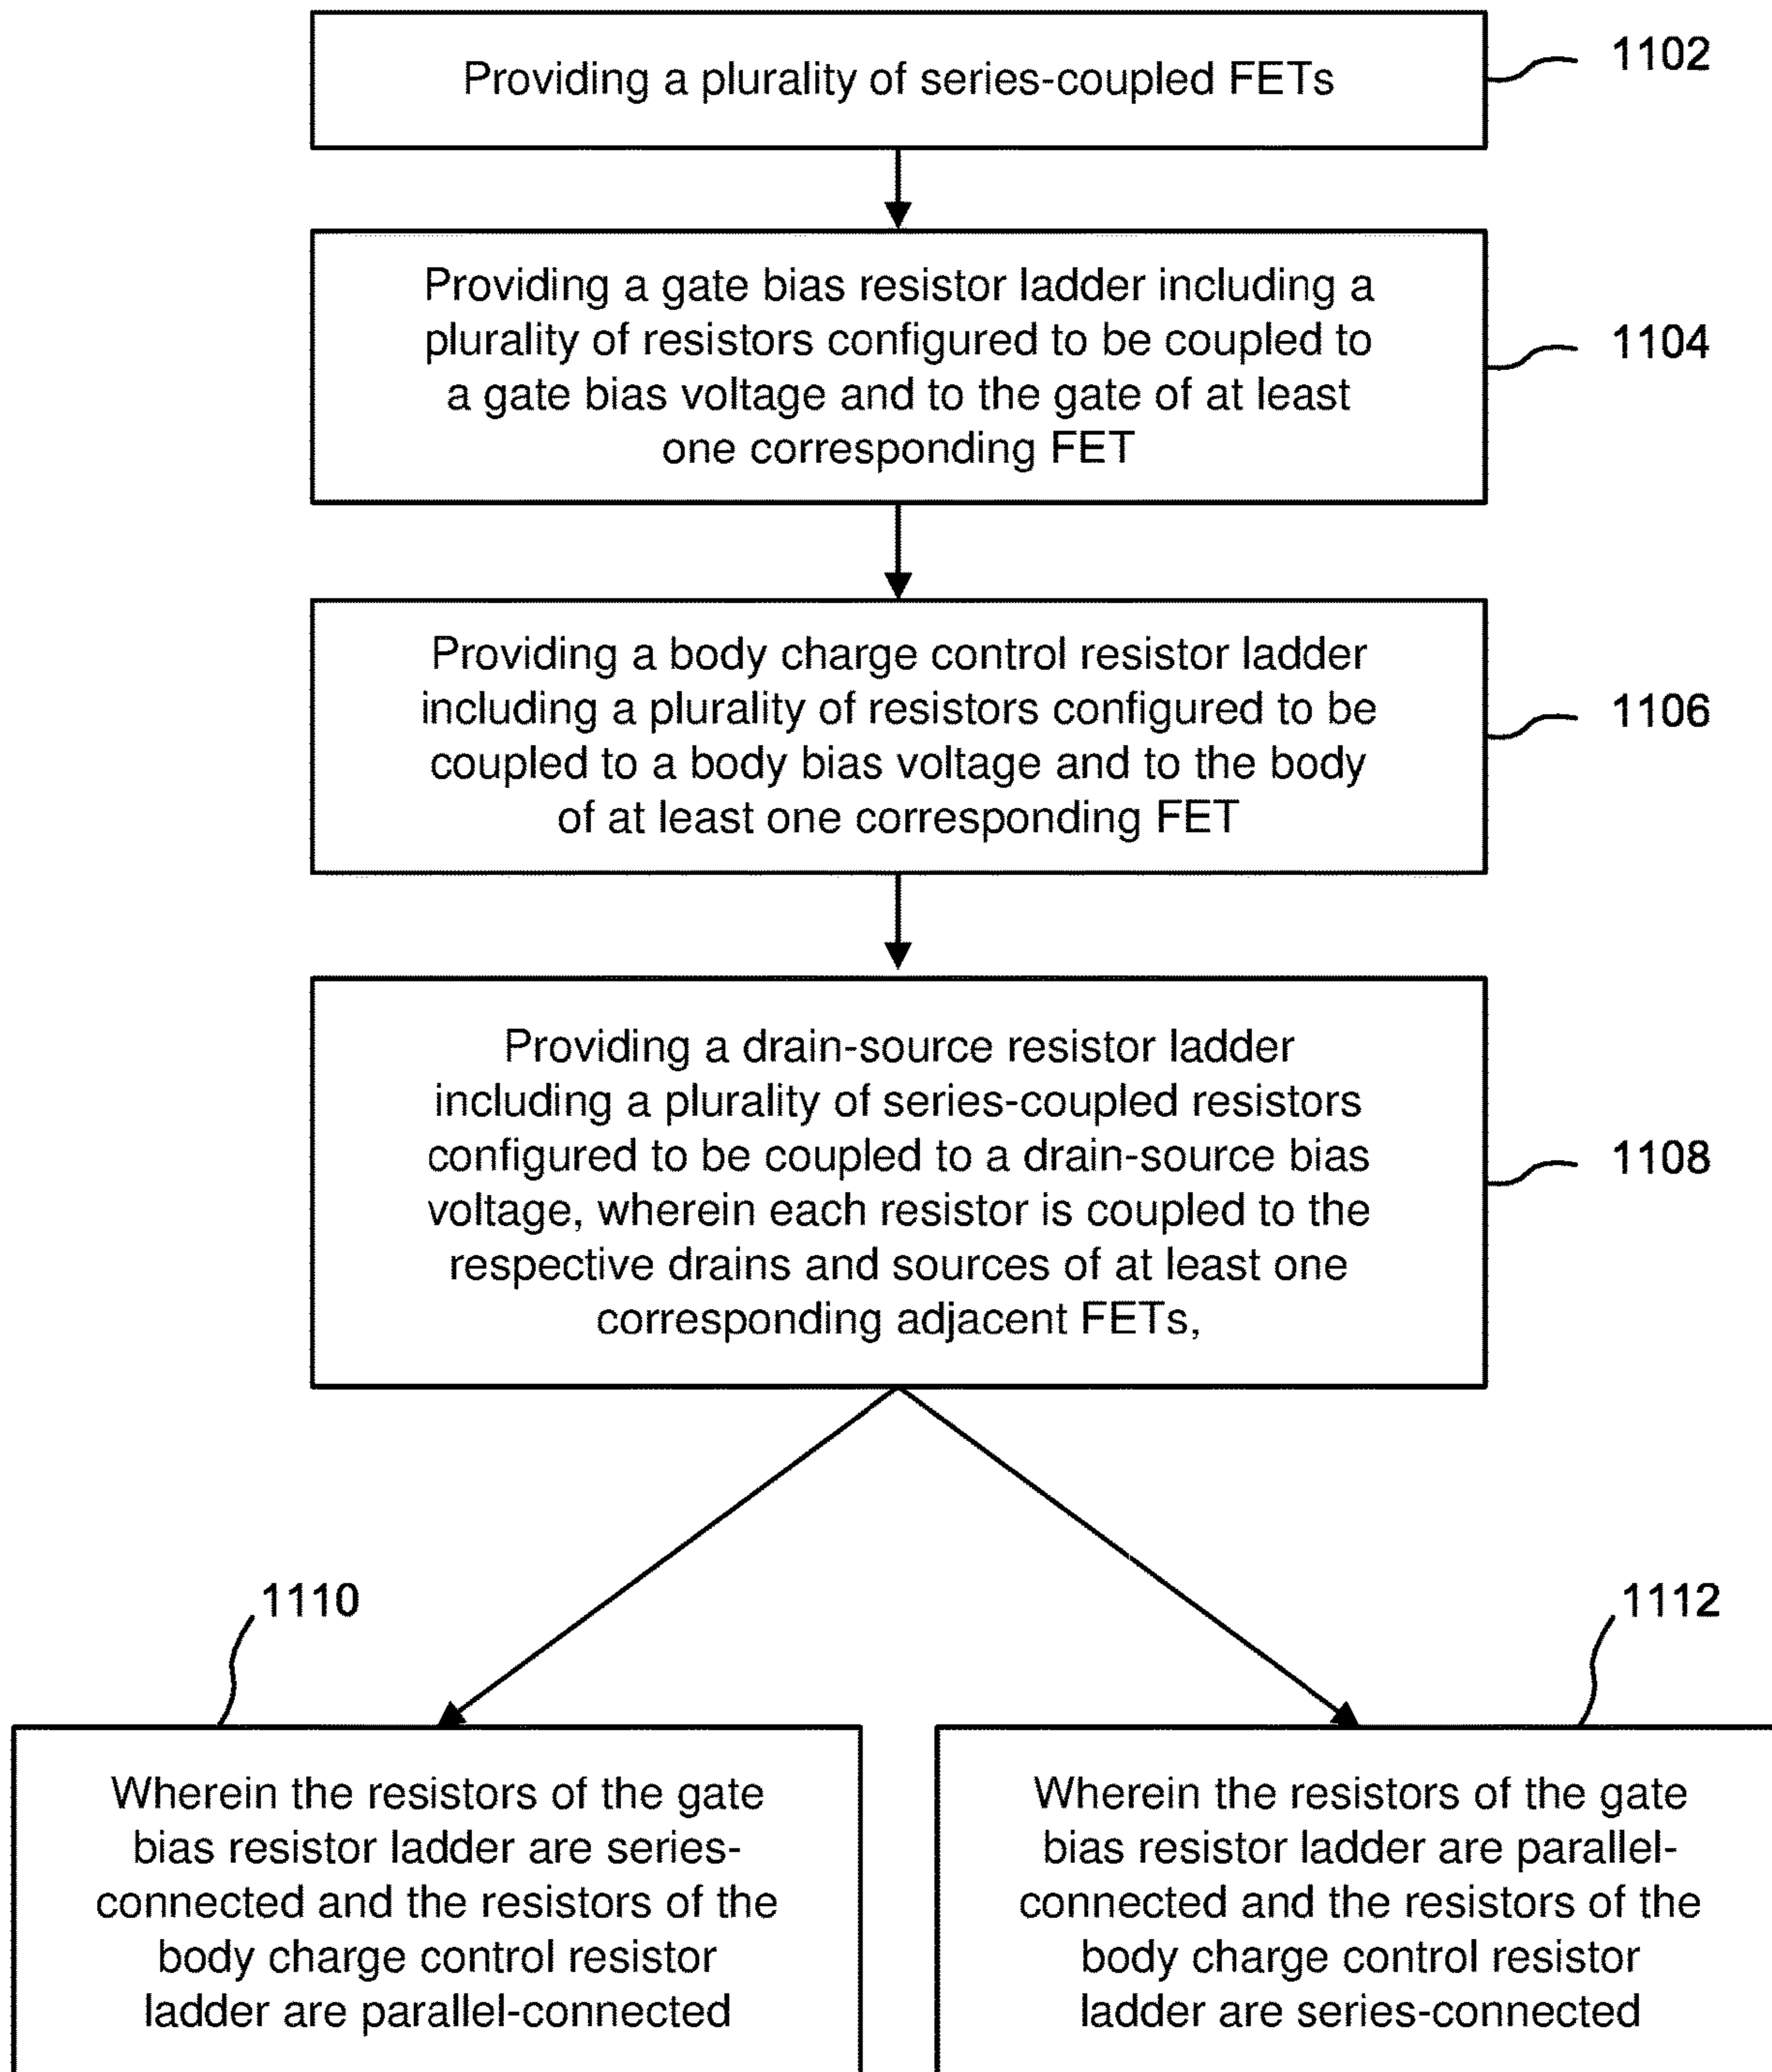 Providing a plurality of series-coupled FETs
1102
Providing a gate bias resistor ladder including a
plurality of resistors configured to be coupled to
a gate bias voltage and to the gate of at least
one corresponding FET
1104
Providing a body charge control resistor ladder
including a plurality of resistors configured to be
coupled to a body bias voltage and to the body
of at least one corresponding FET
1106
Providing a drain-source resistor ladder
including a plurality of series-coupled resistors
configured to be coupled to a drain-source bias
voltage, wherein each resistor is coupled to the
respective drains and sources of at least one
corresponding adjacent FETs,
1108
1110
Wherein the resistors of the gate
bias resistor ladder are series-
connected and the resistors of the
body charge control resistor
ladder are parallel-connected
1112
Wherein the resistors of the gate
bias resistor ladder are parallel-
connected and the resistors of the
body charge control resistor
ladder are series-connected